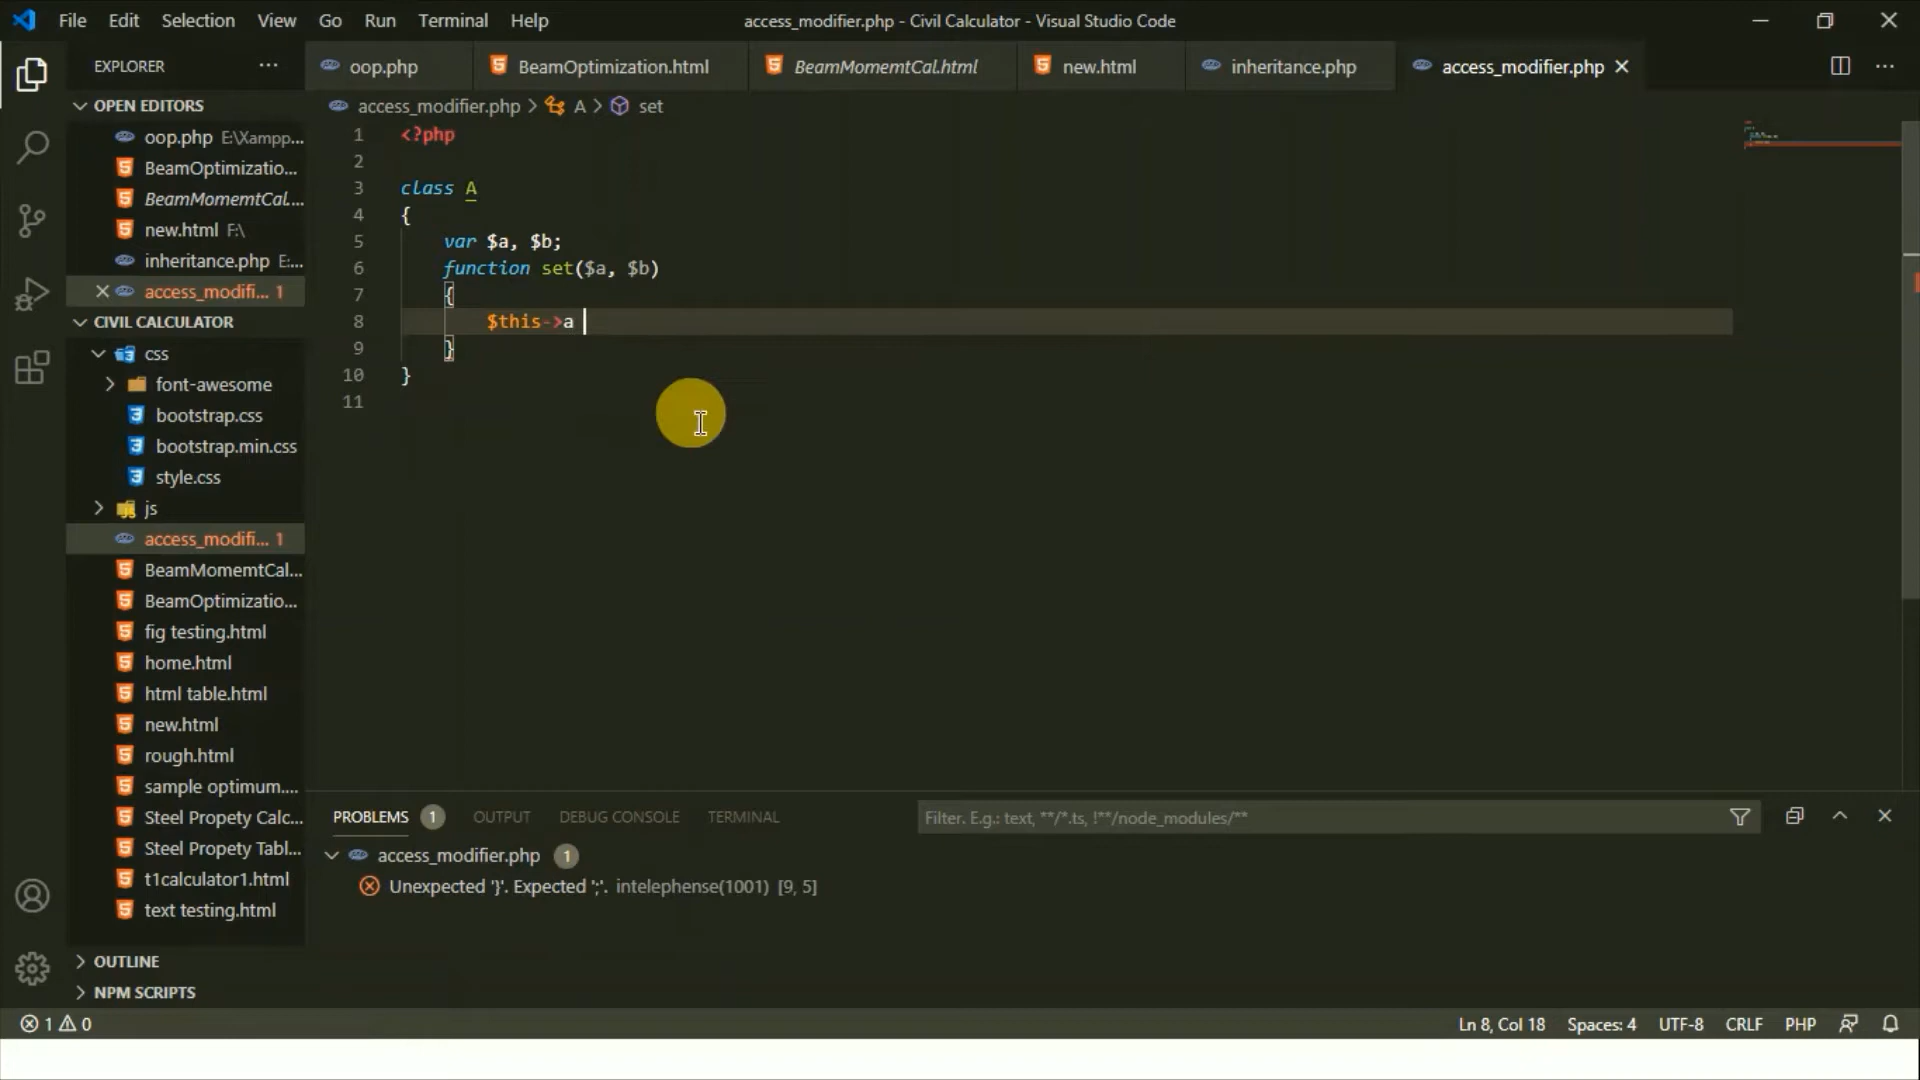 File Edit Selection View Go Run Terminal Help
access_modifier.php - Civil Calculator - Visual Studio Code
EXPLORER
oop.php
BeamOptimization.html
BeamMomemtCal.html
new.html
inheritance.php
access_modifier.php
OPEN EDITORS
oop.php E:\Xampp...
BeamOptimizatio...
BeamMomemtCal....
new.html F:\
inheritance.php E:...
access_modifi... 1
CIVIL CALCULATOR
css
font-awesome
bootstrap.css
bootstrap.min.css
style.css
js
access_modifi... 1
BeamMomemtCal...
BeamOptimizatio...
fig testing.html
home.html
html table.html
new.html
rough.html
sample optimum....
Steel Propety Calc...
Steel Propety Tabl...
t1calculator1.html
text testing.html
OUTLINE
NPM SCRIPTS
access_modifier.php > A > set
1 <?php
2
3 class A
4 {
5 var $a, $b;
6 function set($a, $b)
7 {
8 $this->a
9 }
10 }
11
PROBLEMS 1 OUTPUT DEBUG CONSOLE TERMINAL
Filter. E.g.: text, **/*.ts, !**/node_modules/**
access_modifier.php 1
Unexpected '}'. Expected ';'. intelephense(1001) [9, 5]
1 0
Ln 8, Col 18 Spaces: 4 UTF-8 CRLF PHP